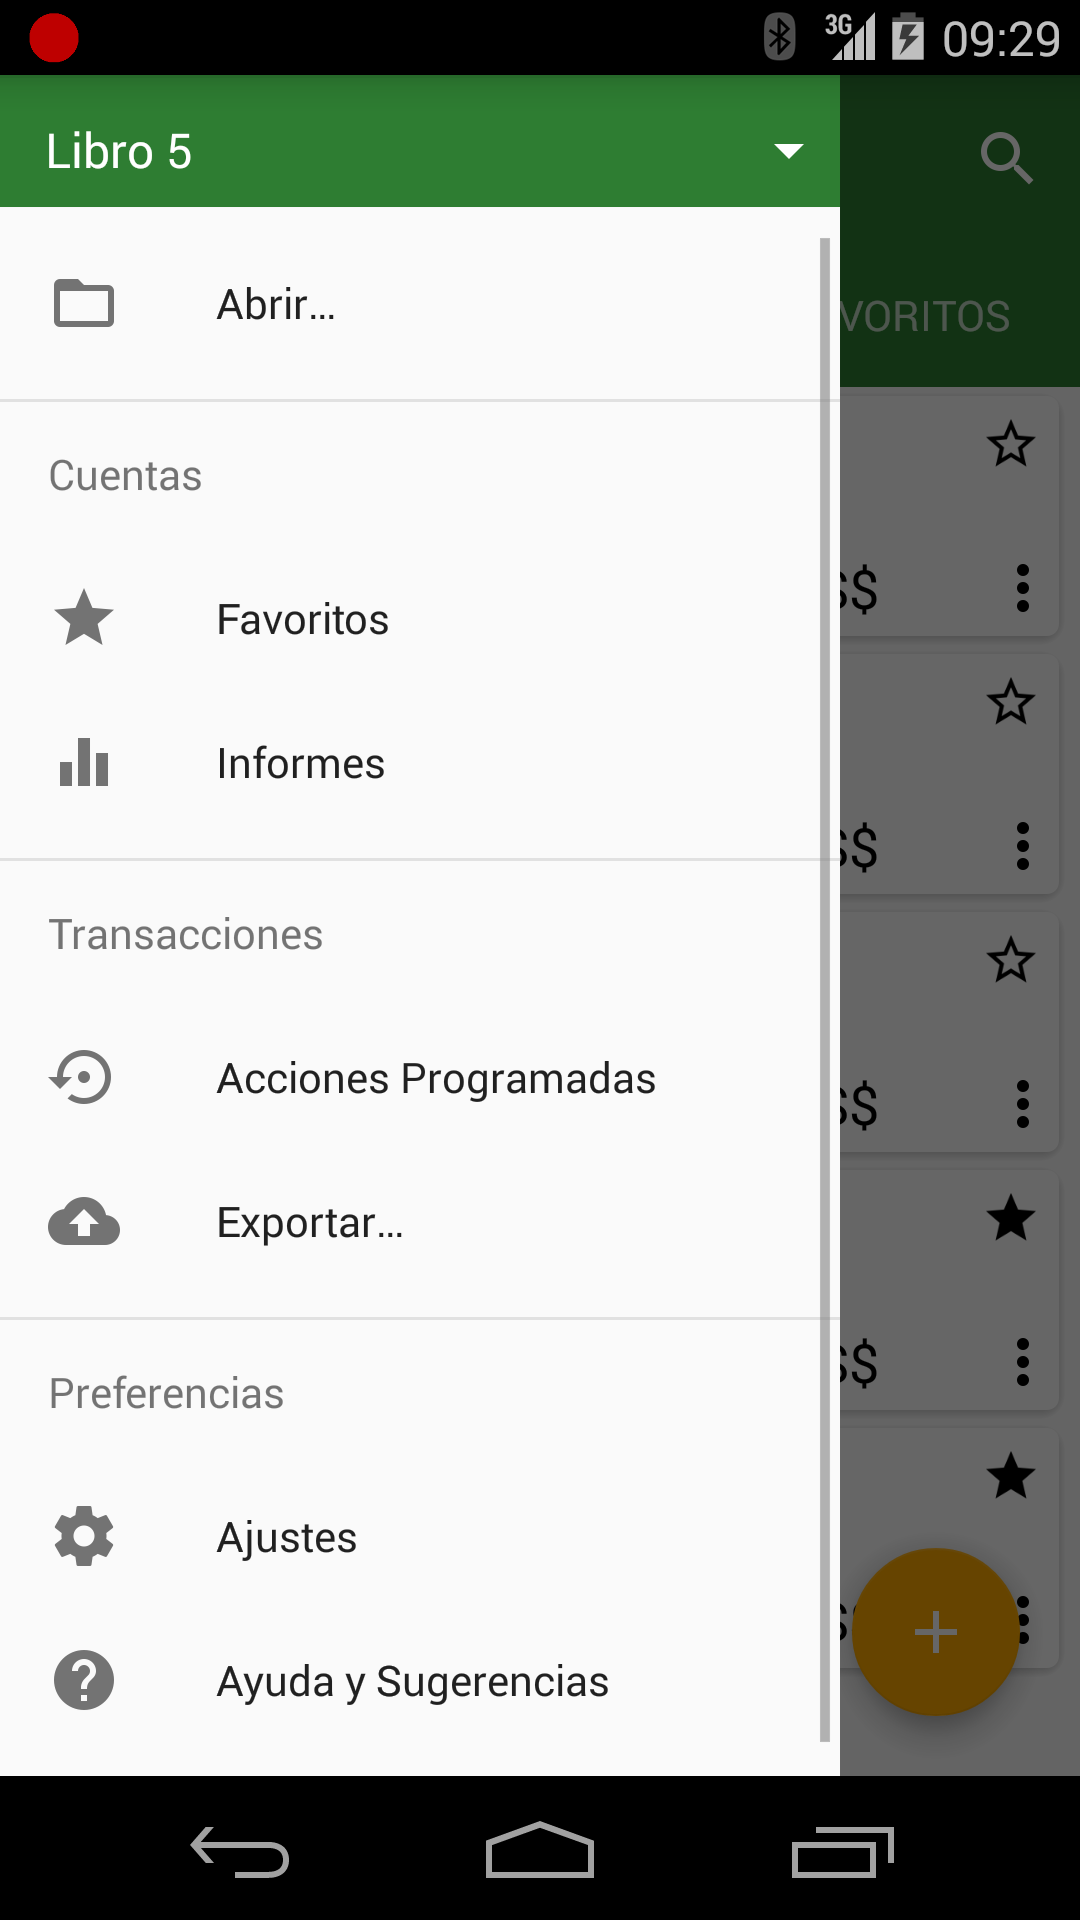 3G 09:29
Libro 5
Abrir...
VORITOS
Cuentas
Favoritos
$
Informes
$
Transacciones
Acciones Programadas
$
Exportar...
$
Preferencias
Ajustes
Ayuda y Sugerencias